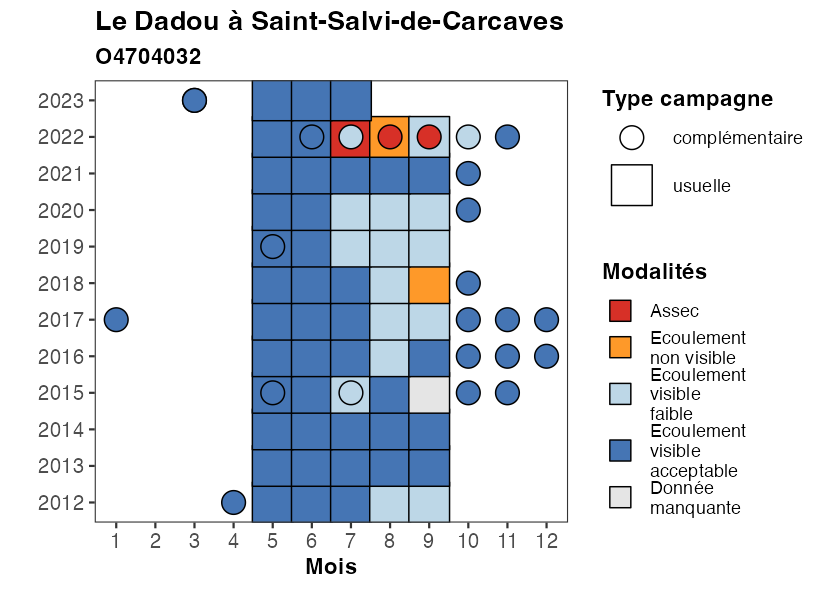 Le Dadou à Saint-Salvi-de-Carcaves
O4704032
2023
2022
2021
2020
2019
2018
2017
2016
2015
2014
2013
2012
1 2 3 4 5 6 7 8 9 10 11 12
Mois
Type campagne
complémentaire
usuelle
Modalités
Assec
Ecoulement
non visible
Ecoulement
visible
faible
Ecoulement
visible
acceptable
Donnée
manquante